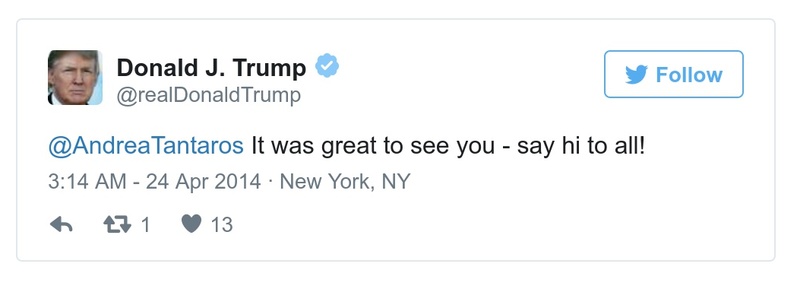 Donald J. Trump
@realDonaldTrump
Follow
@AndreaTantaros It was great to see you - say hi to all!
3:14 AM - 24 Apr 2014 · New York, NY
1 13